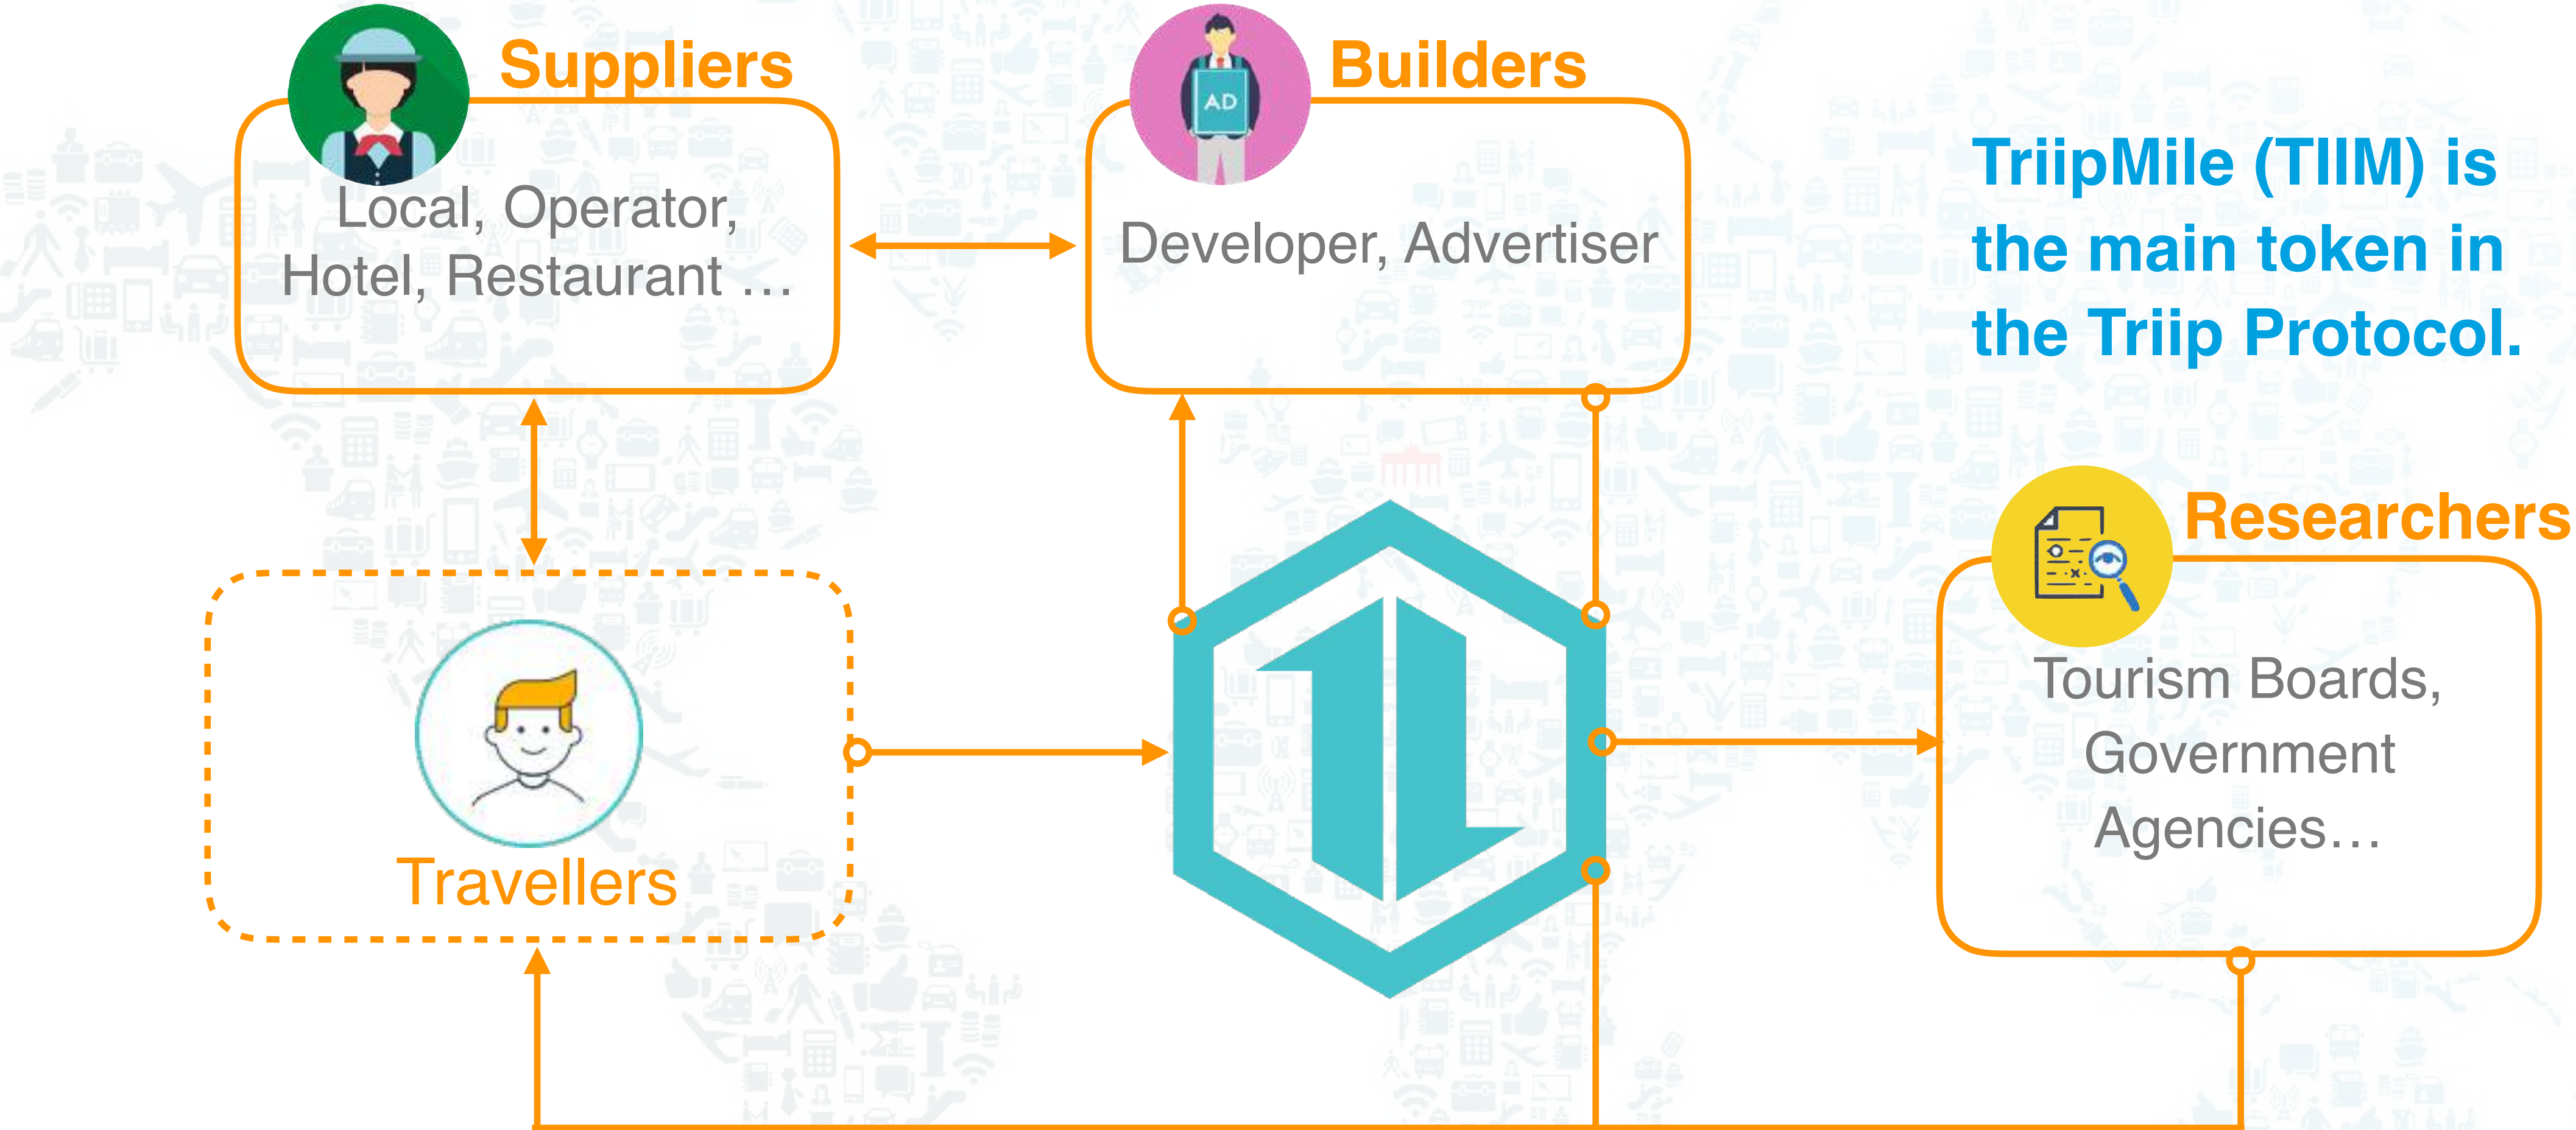 Suppliers
Local, Operator,
Hotel, Restaurant …
Builders
AD
Developer, Advertiser
TriipMile (TIIM) is
the main token in
the Triip Protocol.
Travellers
Researchers
Tourism Boards,
Government
Agencies…